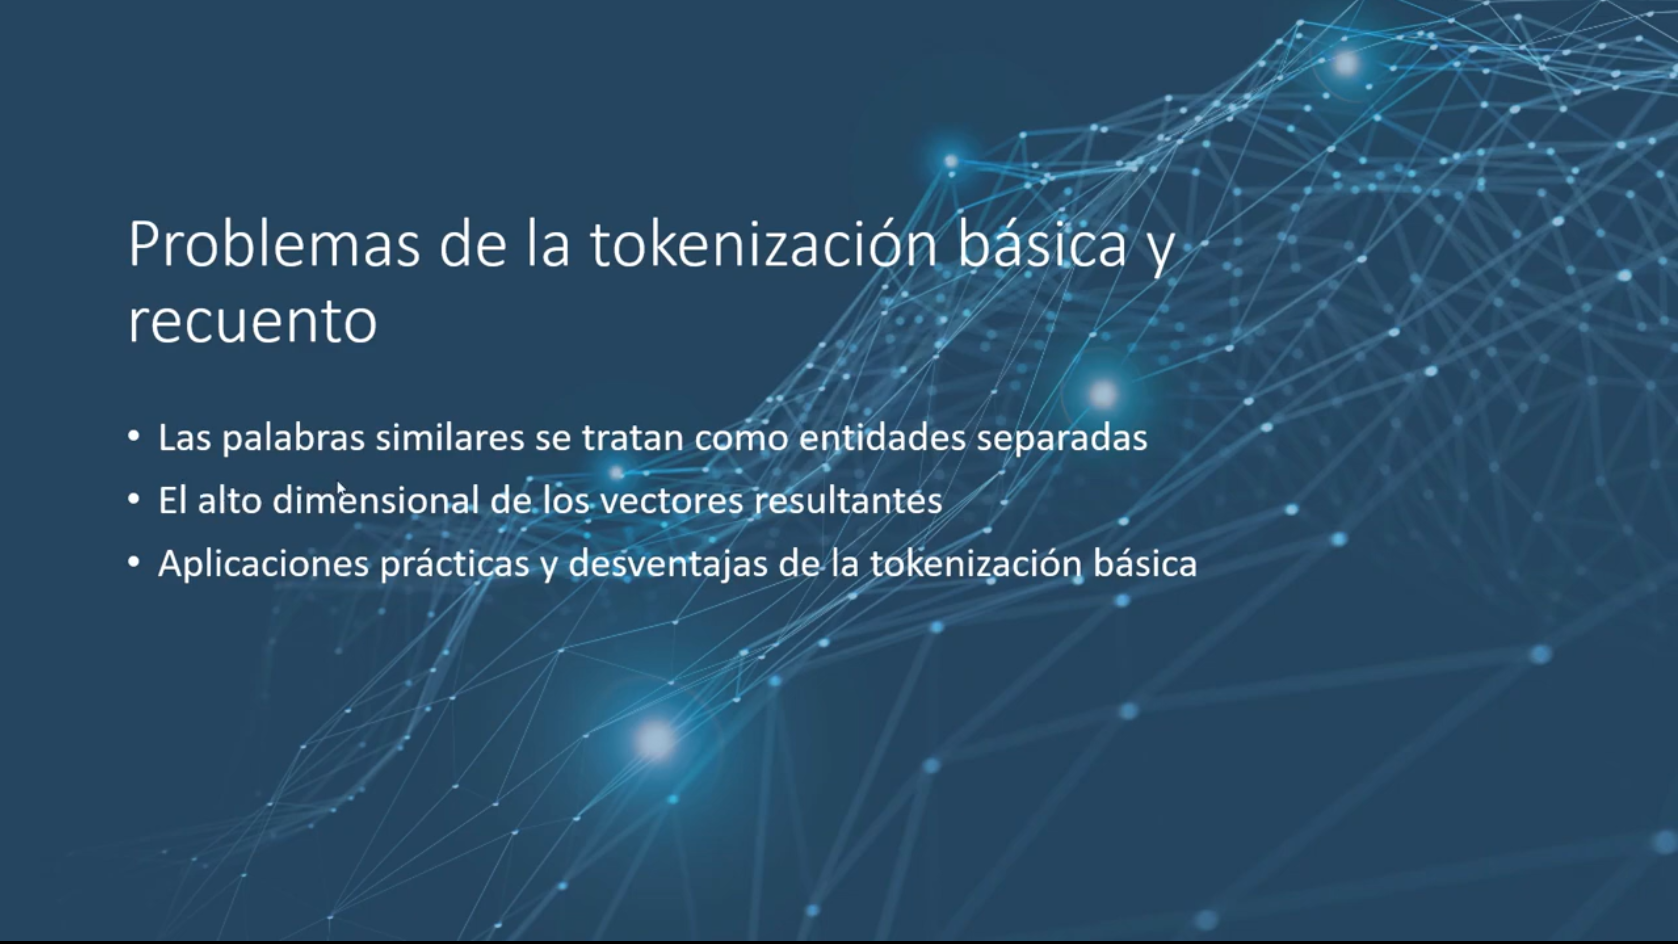 Problemas de la tokenización básica y
recuento
• Las palabras similares se tratan como entidades separadas
• El alto dimensional de los vectores resultantes
• Aplicaciones prácticas y desventajas de la tokenización básica